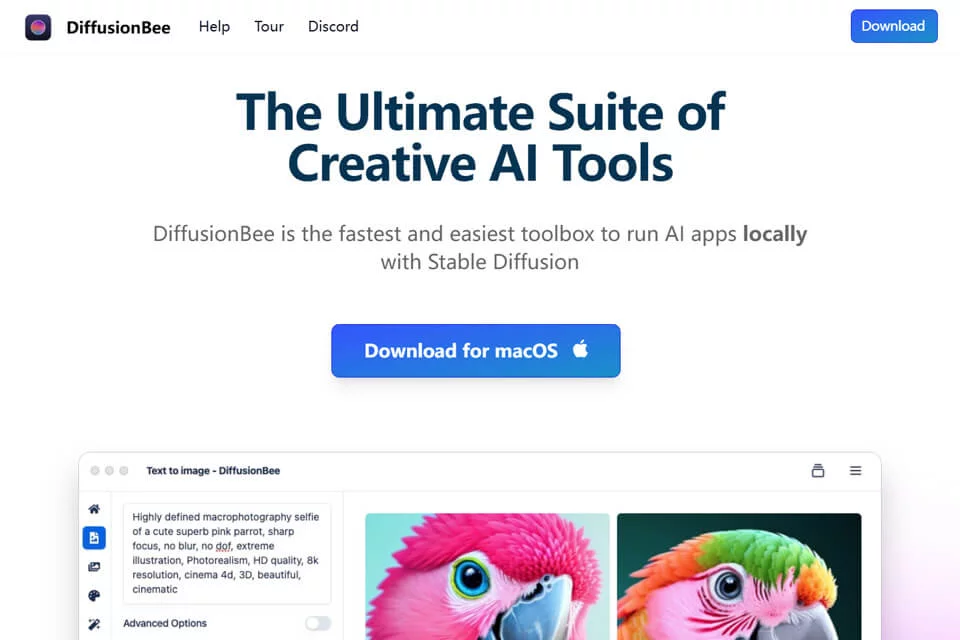 DiffusionBee
Help
Tour
Discord
Download
The Ultimate Suite of
Creative AI Tools
DiffusionBee is the fastest and easiest toolbox to run AI apps locally
with Stable Diffusion
Download for macOS
Text to image - DiffusionBee
Highly defined macrophotography selfie
of a cute superb pink parrot, sharp
focus, no blur, no dof, extreme
illustration, Photorealism, HD quality, 8k
resolution, cinema 4d, 3D, beautiful,
cinematic
Advanced Options